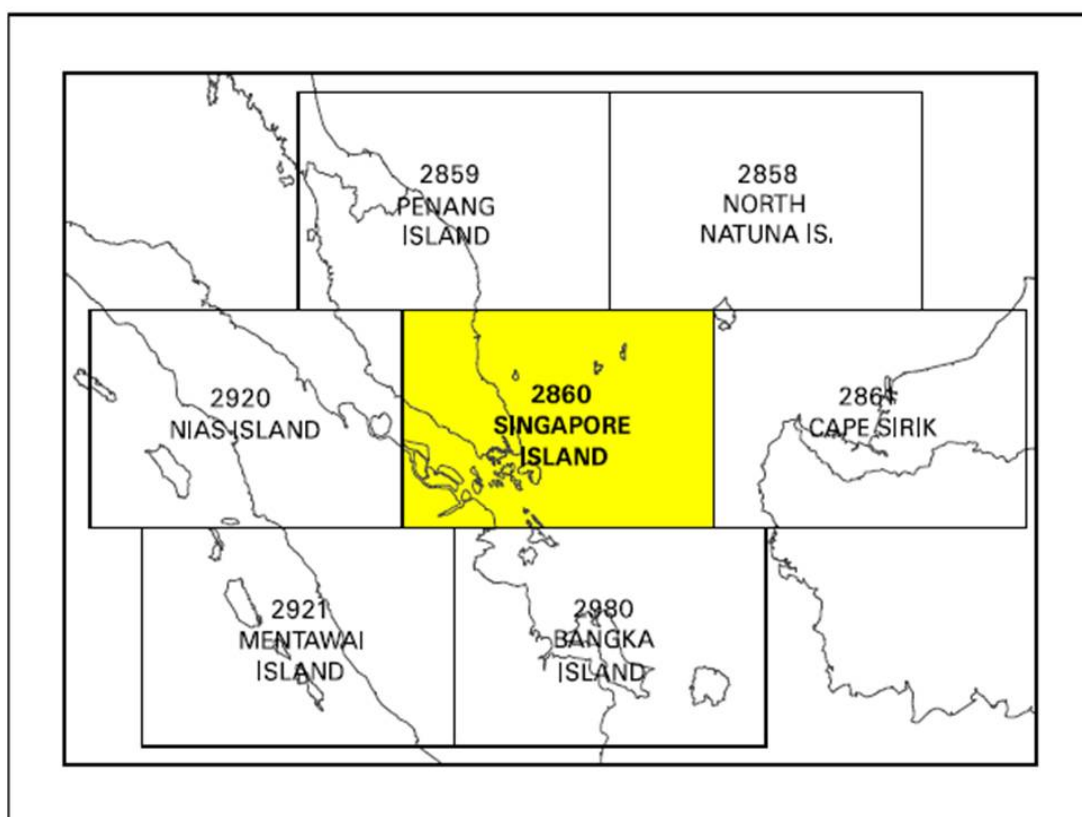 2859
PENANG
ISLAND
2858
NORTH
NATUNA IS.
2920
NIAS ISLAND
2860
SINGAPORE
ISLAND
2861
CAPE SIRIK
2921
MENTAWAI
ISLAND
2980
BANGKA
ISLAND